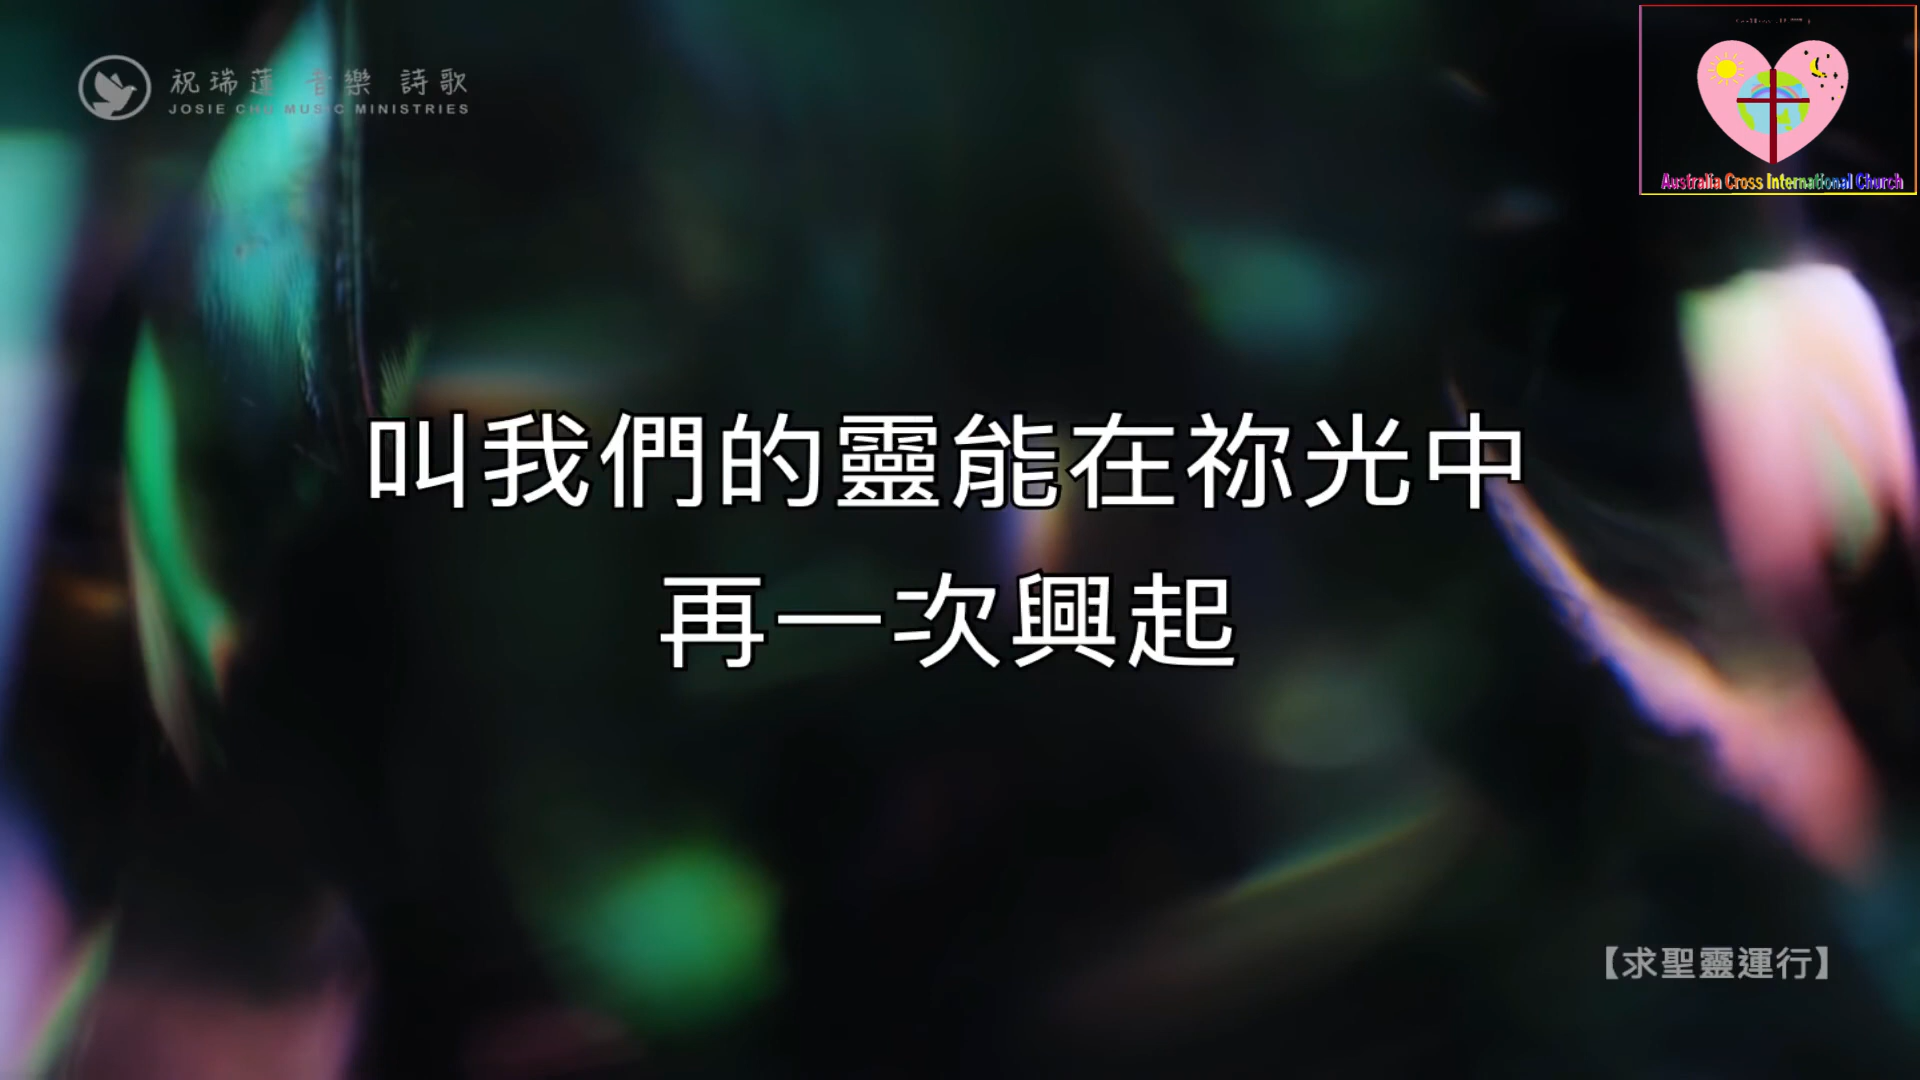 祝瑞蓮 音樂 詩歌
JOSIE CHU MUSIC MINISTRIES
Australia Cross International Church
叫我們的靈能在祢光中
再一次興起
【求聖靈運行】